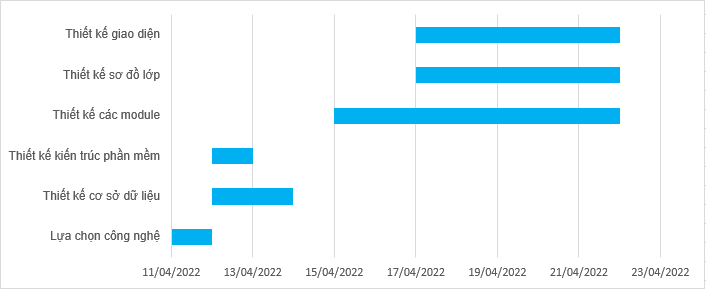 Thiết kế giao diện
Thiết kế sơ đồ lớp
Thiết kế các module
Thiết kế kiến trúc phần mềm
Thiết kế cơ sở dữ liệu
Lựa chọn công nghệ
11/04/2022 13/04/2022 15/04/2022 17/04/2022 19/04/2022 21/04/2022 23/04/2022